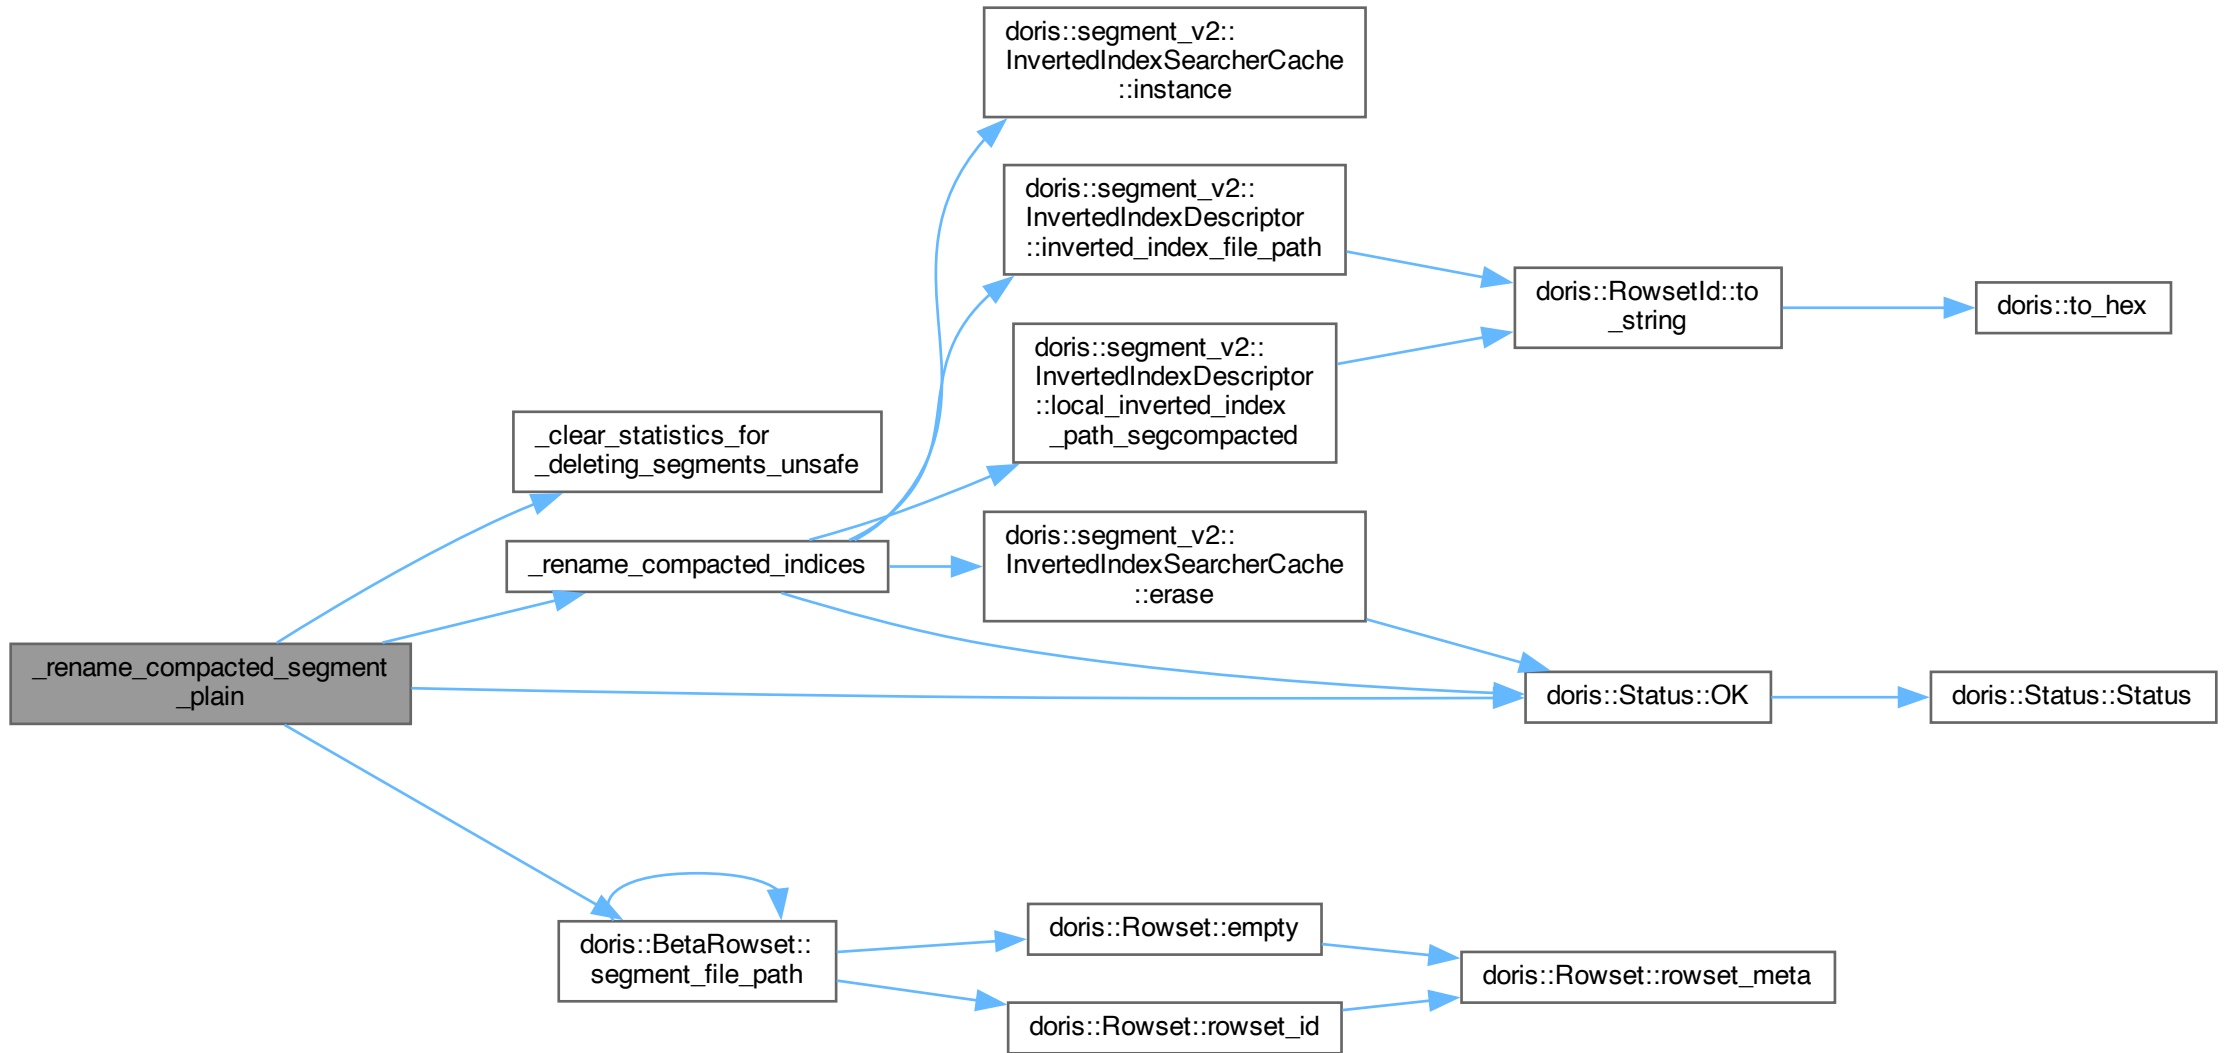 doris::segment_v2::
InvertedIndexSearcherCache
::instance
doris::segment_v2::
InvertedIndexDescriptor
::inverted_index_file_path
doris::RowsetId::to
_string
doris::to_hex
doris::segment_v2::
InvertedIndexDescriptor
::local_inverted_index
_path_segcompacted
_clear_statistics_for
_deleting_segments_unsafe
doris::segment_v2::
InvertedIndexSearcherCache
::erase
_rename_compacted_indices
_rename_compacted_segment
_plain
doris::Status::OK
doris::Status::Status
doris::BetaRowset::
segment_file_path
doris::Rowset::empty
doris::Rowset::rowset_meta
doris::Rowset::rowset_id